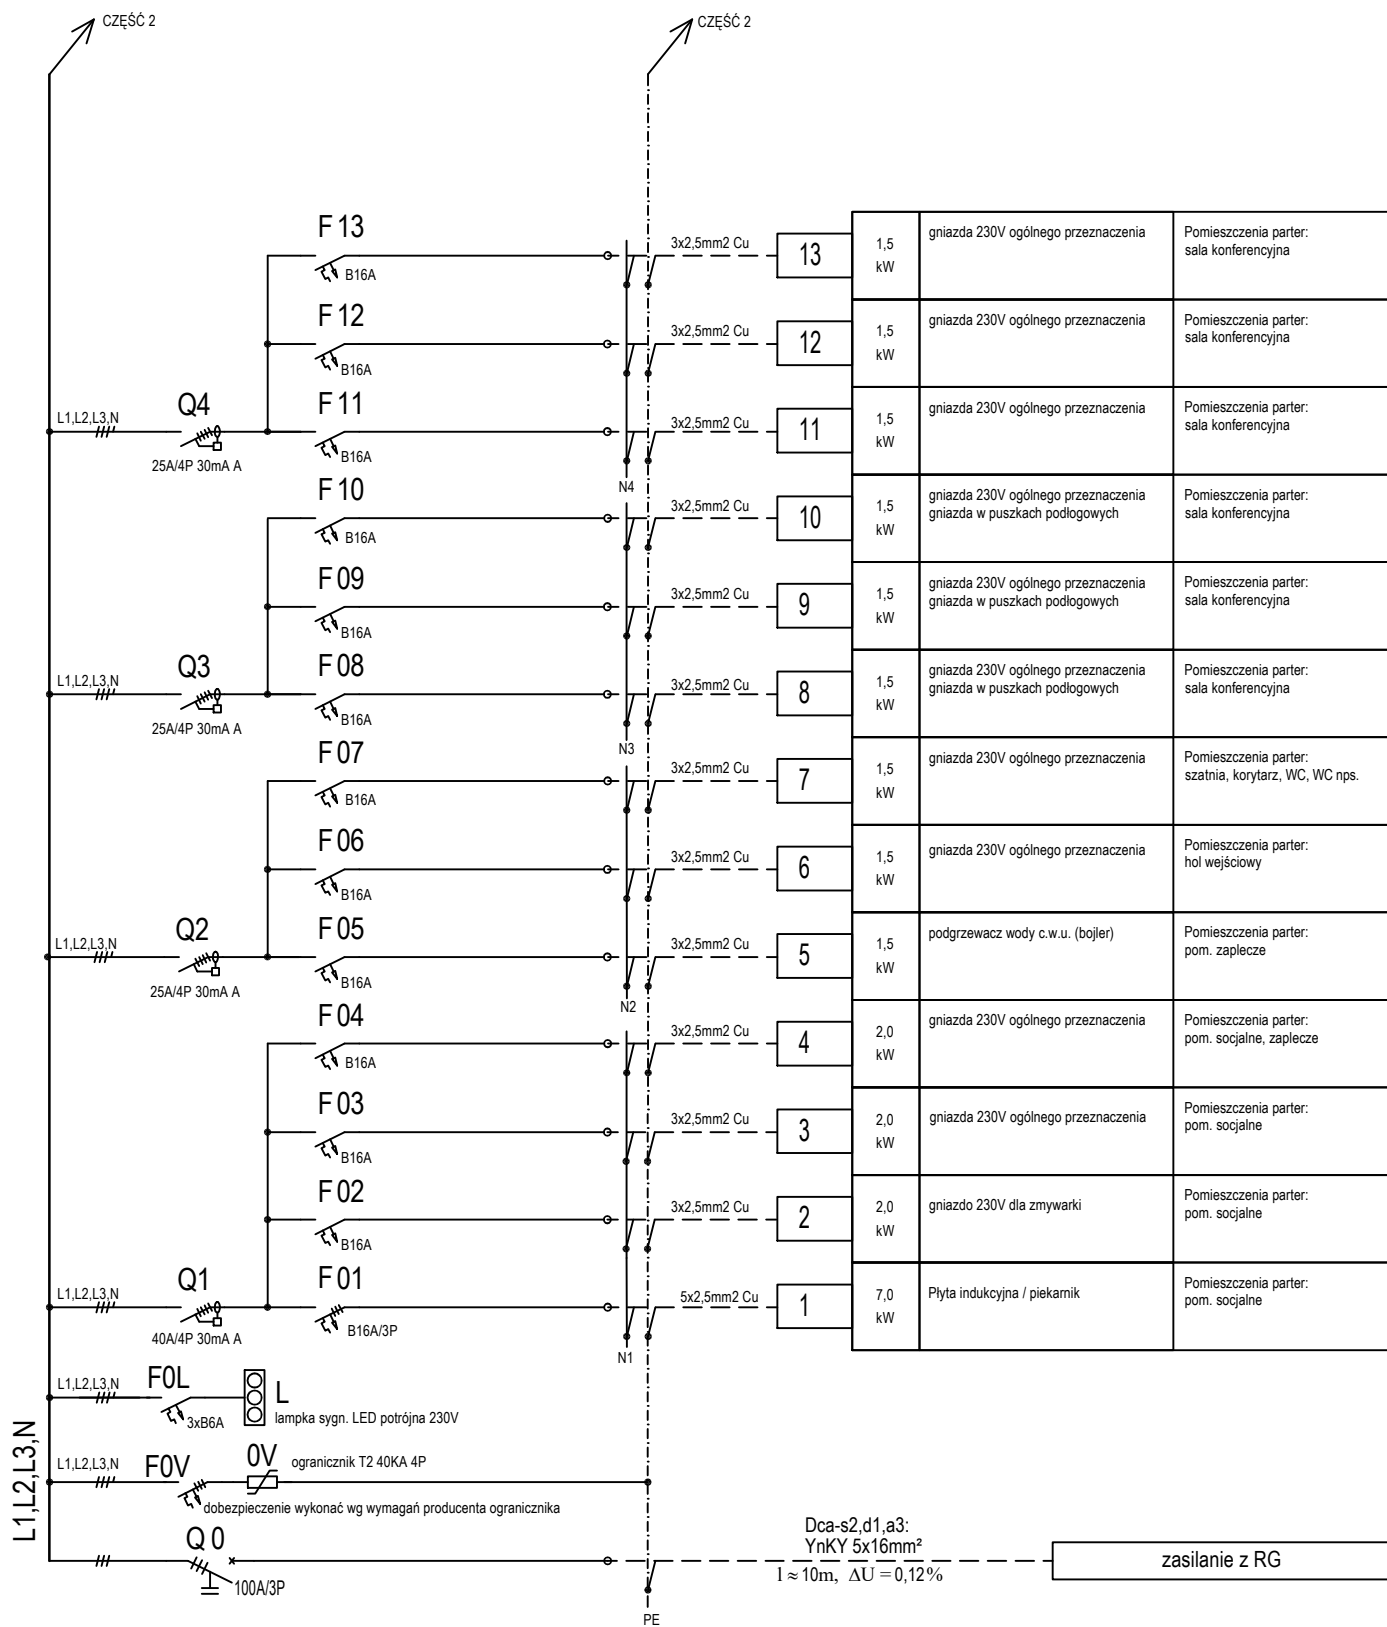 CZĘŚĆ 2
CZĘŚĆ 2
F13
B16A
3x2,5mm2 Cu
13
1,5
kW
gniazda 230V ogólnego przeznaczenia
Pomieszczenia parter:
sala konferencyjna
F12
B16A
3x2,5mm2 Cu
12
1,5
kW
gniazda 230V ogólnego przeznaczenia
Pomieszczenia parter:
sala konferencyjna
L1,L2,L3,N
Q4
25A/4P 30mA A
F11
B16A
3x2,5mm2 Cu
11
1,5
kW
gniazda 230V ogólnego przeznaczenia
Pomieszczenia parter:
sala konferencyjna
N4
F10
B16A
3x2,5mm2 Cu
10
1,5
kW
gniazda 230V ogólnego przeznaczenia
gniazda w puszkach podłogowych
Pomieszczenia parter:
sala konferencyjna
F09
B16A
3x2,5mm2 Cu
9
1,5
kW
gniazda 230V ogólnego przeznaczenia
gniazda w puszkach podłogowych
Pomieszczenia parter:
sala konferencyjna
L1,L2,L3,N
Q3
25A/4P 30mA A
F08
B16A
3x2,5mm2 Cu
8
1,5
kW
gniazda 230V ogólnego przeznaczenia
gniazda w puszkach podłogowych
Pomieszczenia parter:
sala konferencyjna
N3
F07
B16A
3x2,5mm2 Cu
7
1,5
kW
gniazda 230V ogólnego przeznaczenia
Pomieszczenia parter:
szatnia, korytarz, WC, WC nps.
F06
B16A
3x2,5mm2 Cu
6
1,5
kW
gniazda 230V ogólnego przeznaczenia
Pomieszczenia parter:
hol wejściowy
L1,L2,L3,N
Q2
25A/4P 30mA A
F05
B16A
3x2,5mm2 Cu
5
1,5
kW
podgrzewacz wody c.w.u. (bojler)
Pomieszczenia parter:
pom. zaplecze
N2
F04
B16A
3x2,5mm2 Cu
4
2,0
kW
gniazda 230V ogólnego przeznaczenia
Pomieszczenia parter:
pom. socjalne, zaplecze
F03
B16A
3x2,5mm2 Cu
3
2,0
kW
gniazda 230V ogólnego przeznaczenia
Pomieszczenia parter:
pom. socjalne
F02
B16A
3x2,5mm2 Cu
2
2,0
kW
gniazdo 230V dla zmywarki
Pomieszczenia parter:
pom. socjalne
L1,L2,L3,N
Q1
40A/4P 30mA A
F01
B16A/3P
5x2,5mm2 Cu
1
7,0
kW
Płyta indukcyjna / piekarnik
Pomieszczenia parter:
pom. socjalne
N1
L1,L2,L3,N
F0L
3xB6A
L
lampka sygn. LED potrójna 230V
L1,L2,L3,N
L1,L2,L3,N
F0V
0V
ogranicznik T2 40KA 4P
dobezpieczenie wykonać wg wymagań producenta ogranicznika
Q0
100A/3P
Dca-s2,d1,a3:
YnKY 5x16mm²
l ≈ 10m, ΔU = 0,12%
zasilanie z RG
PE